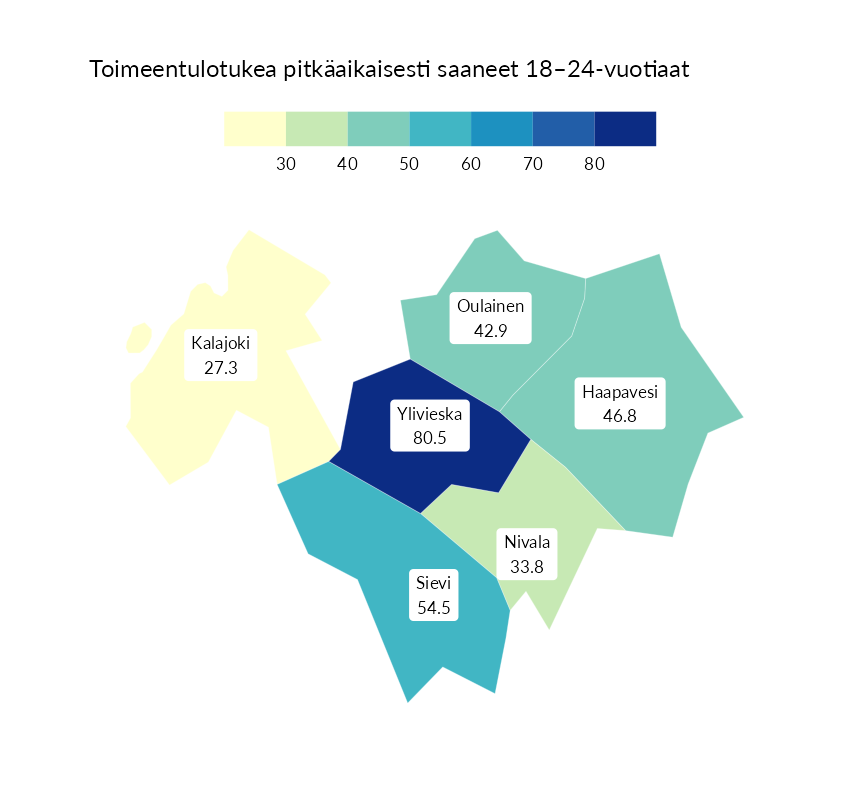 Toimeentulotukea pitkäaikaisesti saaneet 18–24-vuotiaat
30 40 50 60 70 80
Oulainen
42.9
Kalajoki
27.3
Haapavesi
46.8
Ylivieska
80.5
Nivala
33.8
Sievi
54.5